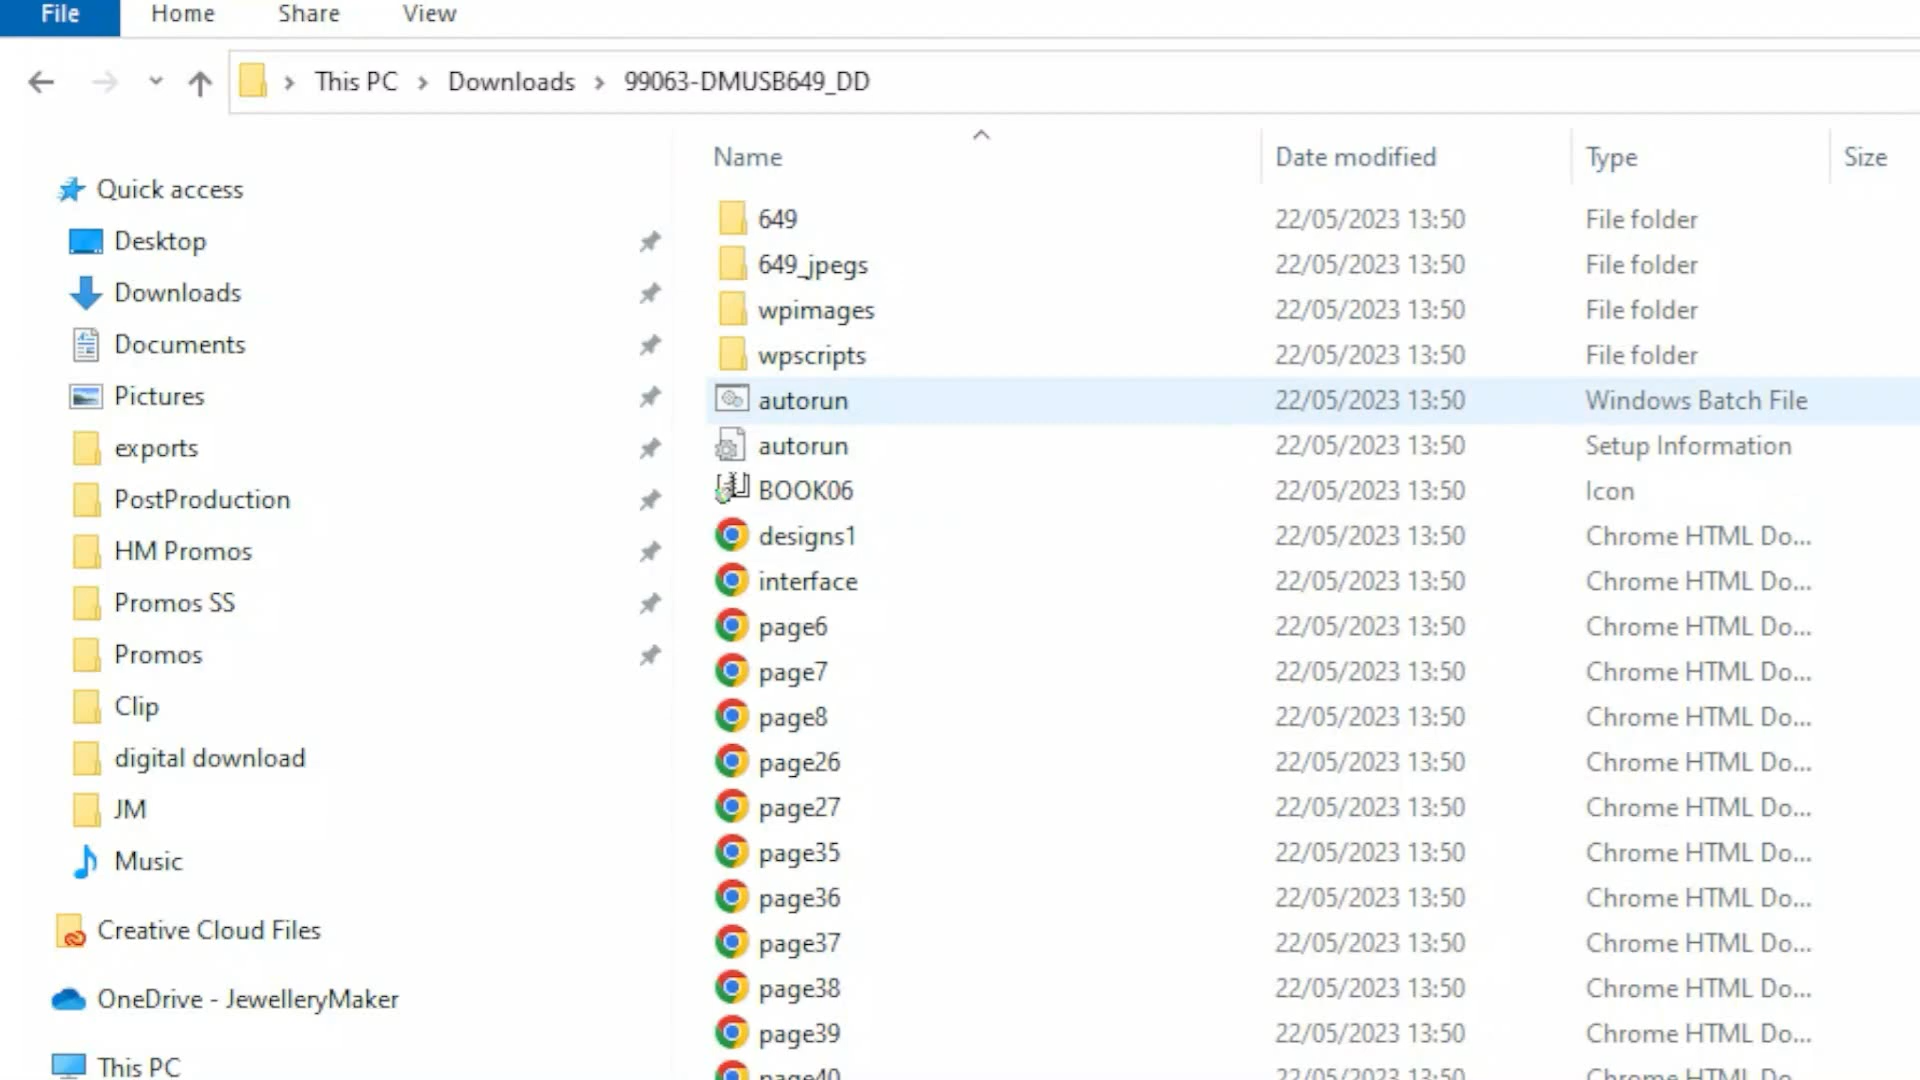 File Home Share View
This PC Downloads 99063-DMUSB649_DD
Name Date modified Type Size
Quick access
Desktop
Downloads
Documents
Pictures
exports
PostProduction
HM Promos
Promos SS
Promos
Clip
digital download
JM
Music
Creative Cloud Files
OneDrive - JewelleryMaker
This PC
649 22/05/2023 13:50 File folder
649_jpegs 22/05/2023 13:50 File folder
wpimages 22/05/2023 13:50 File folder
wpscripts 22/05/2023 13:50 File folder
autorun 22/05/2023 13:50 Windows Batch File
autorun 22/05/2023 13:50 Setup Information
BOOK06 22/05/2023 13:50 Icon
designs1 22/05/2023 13:50 Chrome HTML Do...
interface 22/05/2023 13:50 Chrome HTML Do...
page6 22/05/2023 13:50 Chrome HTML Do...
page7 22/05/2023 13:50 Chrome HTML Do...
page8 22/05/2023 13:50 Chrome HTML Do...
page26 22/05/2023 13:50 Chrome HTML Do...
page27 22/05/2023 13:50 Chrome HTML Do...
page35 22/05/2023 13:50 Chrome HTML Do...
page36 22/05/2023 13:50 Chrome HTML Do...
page37 22/05/2023 13:50 Chrome HTML Do...
page38 22/05/2023 13:50 Chrome HTML Do...
page39 22/05/2023 13:50 Chrome HTML Do...
page40 22/05/2023 13:50 Chrome HTML Do...